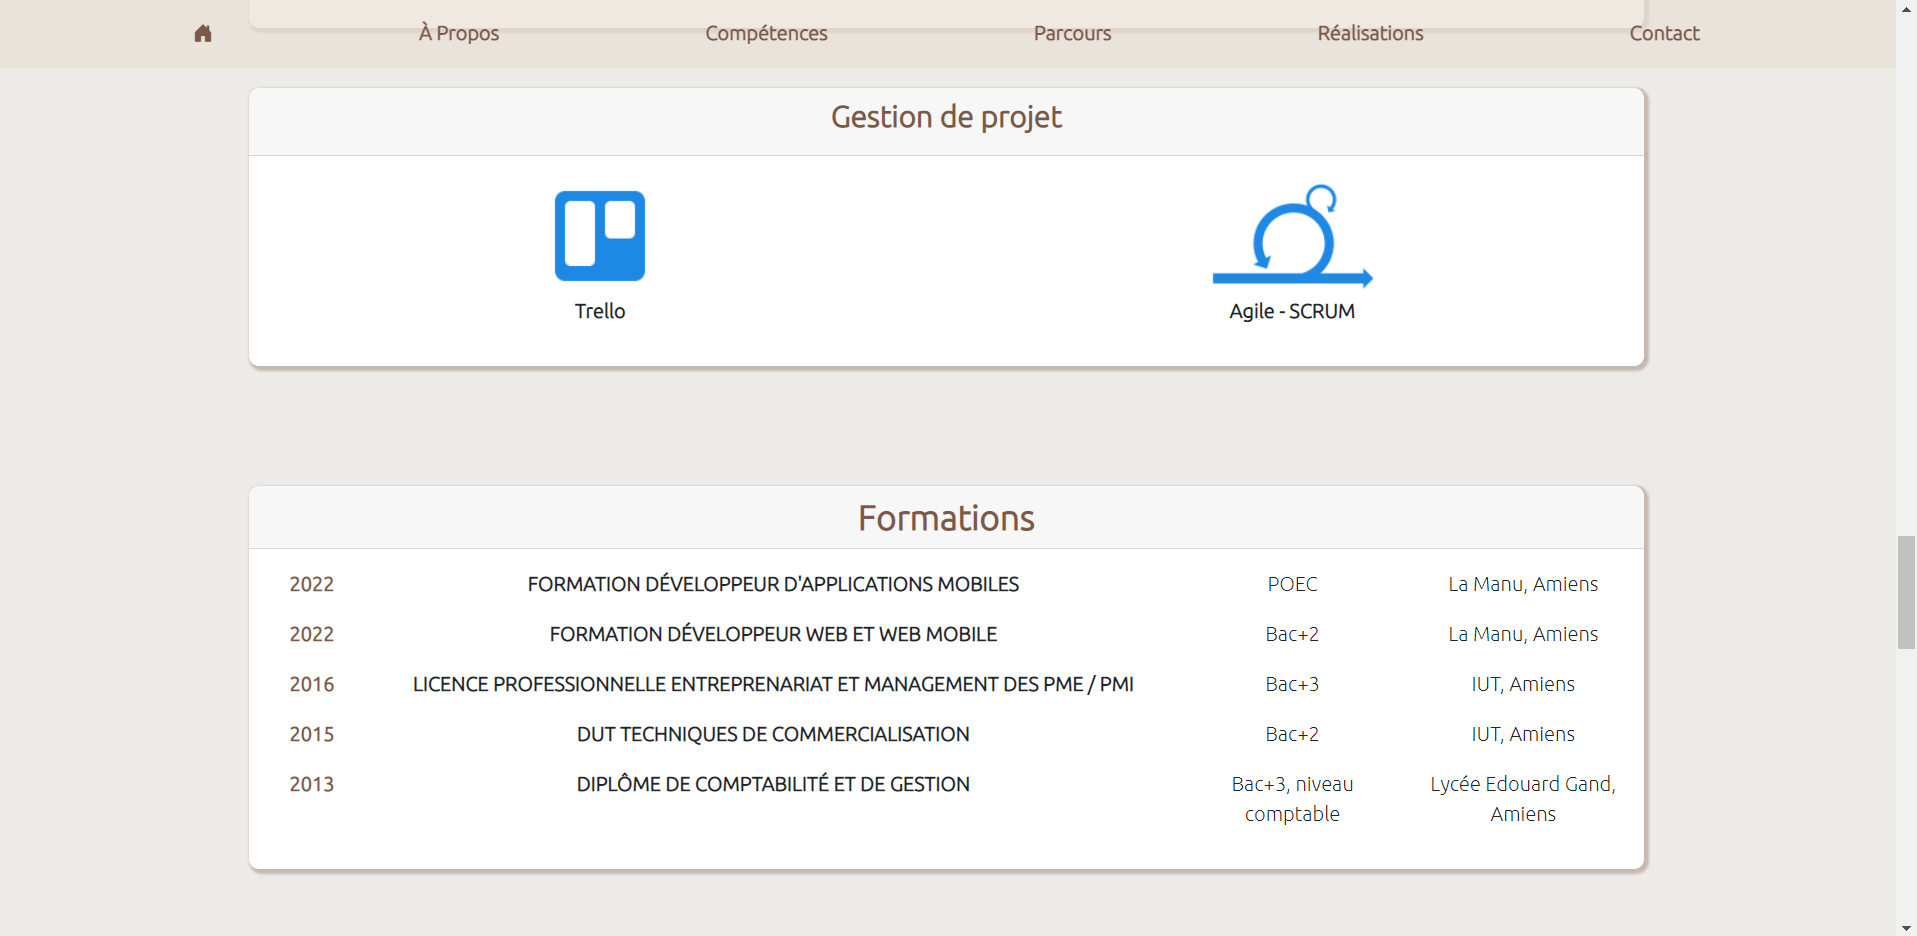 À Propos Compétences Parcours Réalisations Contact
Gestion de projet
Trello Agile - SCRUM
Formations
2022 FORMATION DÉVELOPPEUR D'APPLICATIONS MOBILES POEC La Manu, Amiens
2022 FORMATION DÉVELOPPEUR WEB ET WEB MOBILE Bac+2 La Manu, Amiens
2016 LICENCE PROFESSIONNELLE ENTREPRENARIAT ET MANAGEMENT DES PME / PMI Bac+3 IUT, Amiens
2015 DUT TECHNIQUES DE COMMERCIALISATION Bac+2 IUT, Amiens
2013 DIPLÔME DE COMPTABILITÉ ET DE GESTION Bac+3, niveau Lycée Edouard Gand,
comptable Amiens